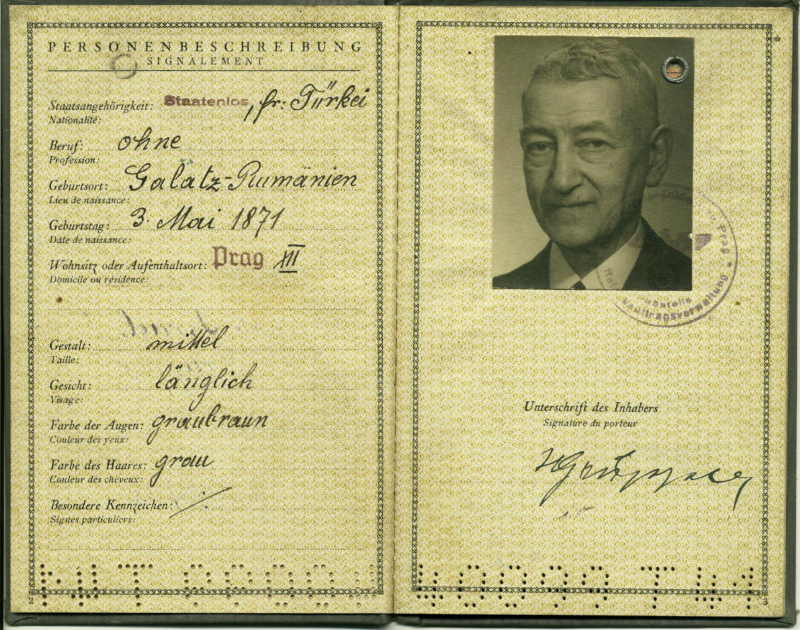 PERSONENBESCHREIBUNG
SIGNALEMENT
Staatsangehörigkeit: Staatenlos, fr: Türkei
Nationalité:
Beruf: ohne
Profession:
Geburtsort: Galatz-Rumänien
Lieu de naissance:
Geburtstag: 3. Mai 1871
Date de naissance:
Wohnsitz oder Aufenthaltsort: Prag XII
Domicile ou résidence:
Gestalt: mittel
Taille:
Gesicht: länglich
Visage:
Farbe der Augen: graubraun
Couleur des yeux:
Farbe des Haares: grau
Couleur des cheveux:
Besondere Kennzeichen: ./.
Signes particuliers:
2
Unterschrift des Inhabers
Signature du porteur
3